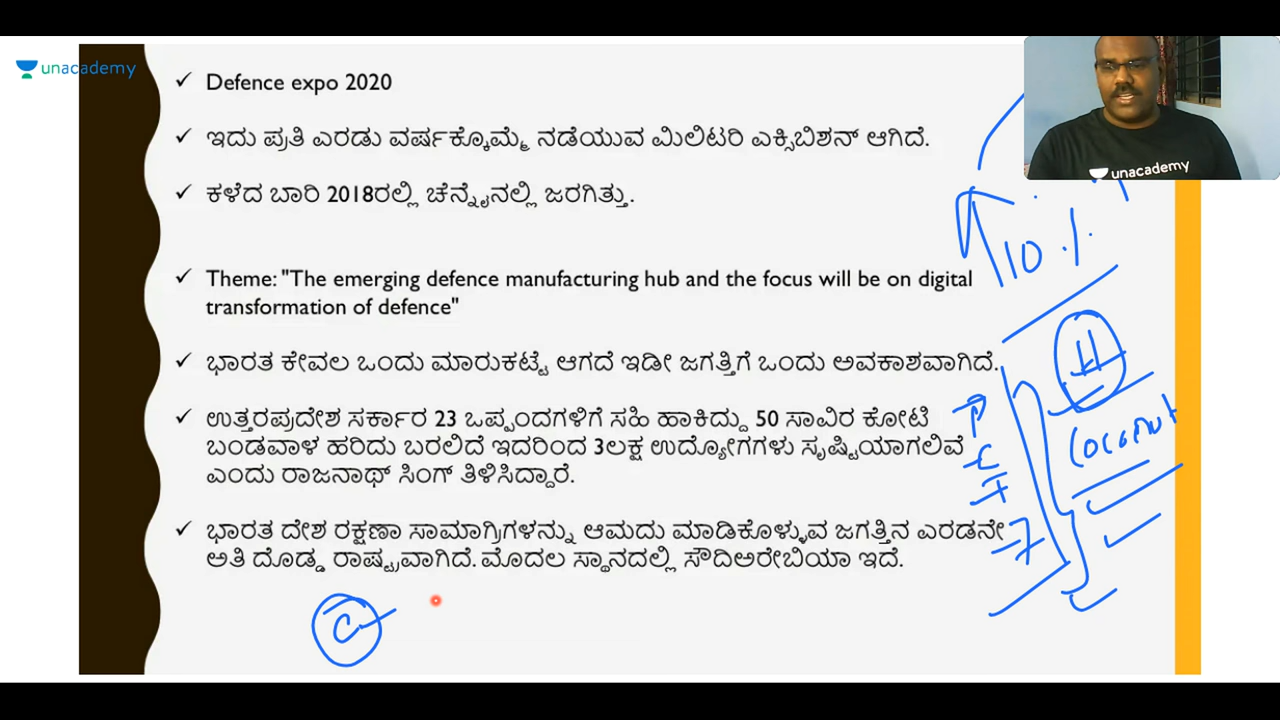 unacademy
Defence expo 2020
ಇದು ಪ್ರತಿ ಎರಡು ವರ್ಷಕ್ಕೊಮ್ಮೆ ನಡೆಯುವ ಮಿಲಿಟರಿ ಎಕ್ಸಿಬಿಶನ್ ಆಗಿದೆ.
ಕಳೆದ ಬಾರಿ 2018ರಲ್ಲಿ ಚೆನ್ನೈನಲ್ಲಿ ಜರಗಿತ್ತು.
Theme: "The emerging defence manufacturing hub and the focus will be on digital
transformation of defence"
ಭಾರತ ಕೇವಲ ಒಂದು ಮಾರುಕಟ್ಟೆ ಆಗದೆ ಇಡೀ ಜಗತ್ತಿಗೆ ಒಂದು ಅವಕಾಶವಾಗಿದೆ.
ಉತ್ತರಪ್ರದೇಶ ಸರ್ಕಾರ 23 ಒಪ್ಪಂದಗಳಿಗೆ ಸಹಿ ಹಾಕಿದ್ದು 50 ಸಾವಿರ ಕೋಟಿ
ಬಂಡವಾಳ ಹರಿದು ಬರಲಿದೆ ಇದರಿಂದ 3ಲಕ್ಷ ಉದ್ಯೋಗಗಳು ಸೃಷ್ಟಿಯಾಗಲಿವೆ
ಎಂದು ರಾಜನಾಥ್ ಸಿಂಗ್ ತಿಳಿಸಿದ್ದಾರೆ.
ಭಾರತ ದೇಶ ರಕ್ಷಣಾ ಸಾಮಾಗ್ರಿಗಳನ್ನು ಆಮದು ಮಾಡಿಕೊಳ್ಳುವ ಜಗತ್ತಿನ ಎರಡನೇ
ಅತಿ ದೊಡ್ಡ ರಾಷ್ಟ್ರವಾಗಿದೆ. ಮೊದಲ ಸ್ಥಾನದಲ್ಲಿ ಸೌದಿಅರೇಬಿಯಾ ಇದೆ.
unacademy
10 %
H
Coconut
P
C
7
C